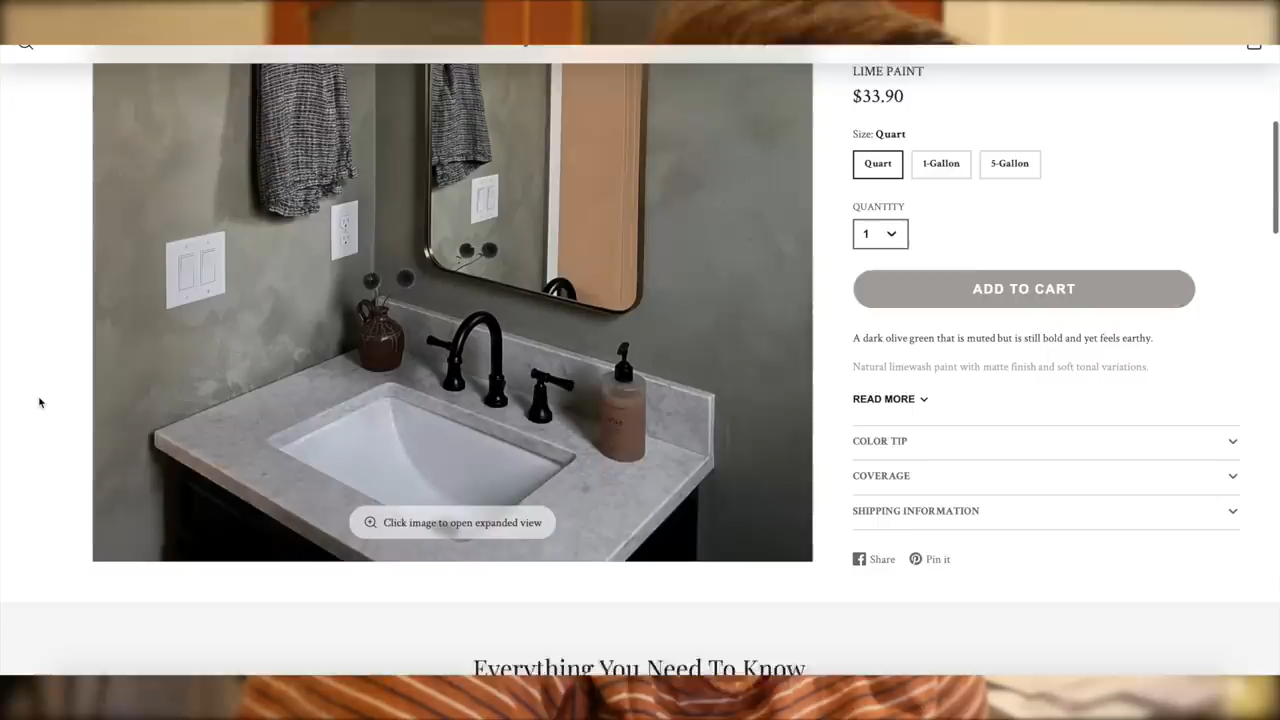 LIME PAINT
$33.90
Size: Quart
Quart 1-Gallon 5-Gallon
QUANTITY
1
ADD TO CART
A dark olive green that is muted but is still bold and yet feels earthy.
Natural limewash paint with matte finish and soft tonal variations.
READ MORE
COLOR TIP
COVERAGE
SHIPPING INFORMATION
Share Pin it
Click image to open expanded view
Everything You Need To Know